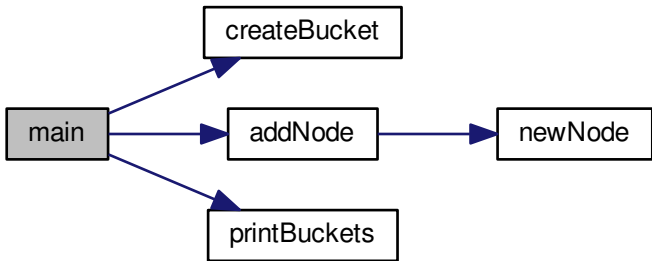 createBucket
main
addNode
newNode
printBuckets